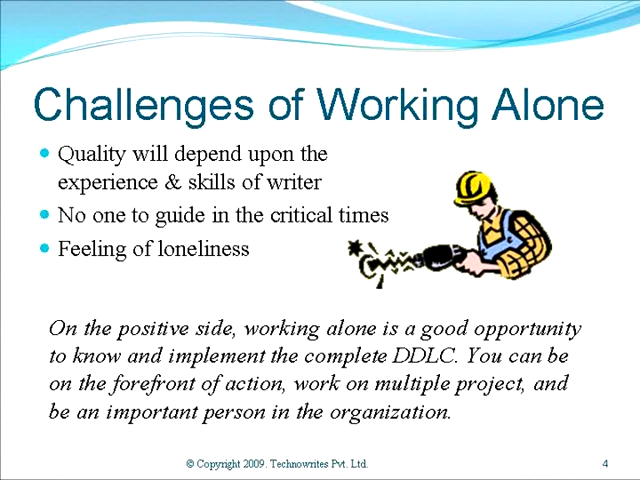 Challenges of Working Alone
Quality will depend upon the
experience & skills of writer
No one to guide in the critical times
Feeling of loneliness
On the positive side, working alone is a good opportunity
to know and implement the complete DDLC. You can be
on the forefront of action, work on multiple project, and
be an important person in the organization.
© Copyright 2009. Technowrites Pvt. Ltd.
4